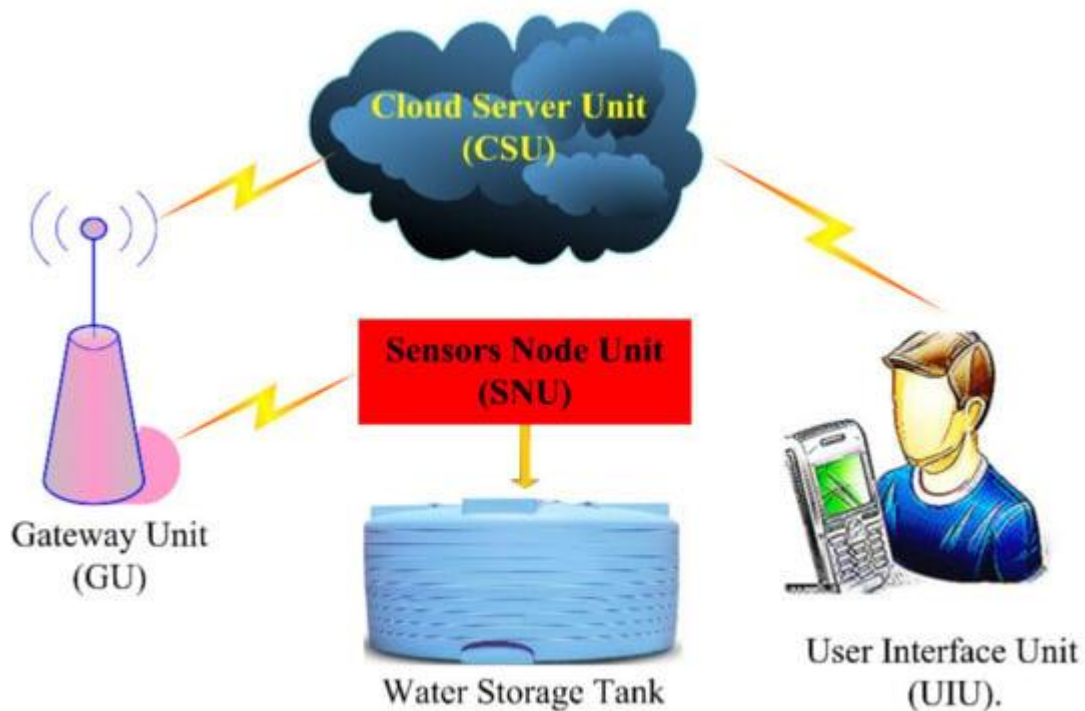 Cloud Server Unit
(CSU)
Sensors Node Unit
(SNU)
Gateway Unit
(GU)
Water Storage Tank
User Interface Unit
(UIU).